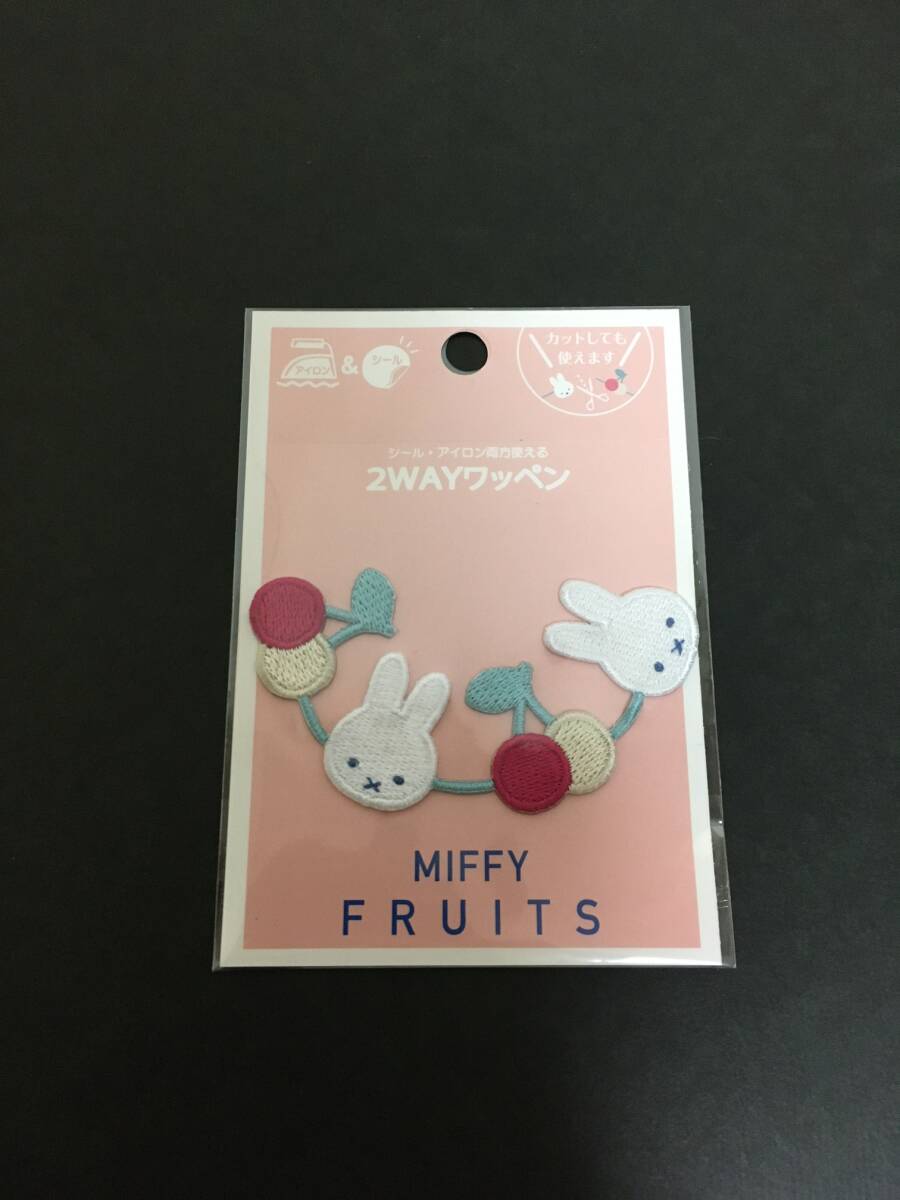 アイロン
&
シール
カットしても
使えます
シール・アイロン両方使える
2WAYワッペン
MIFFY
FRUITS